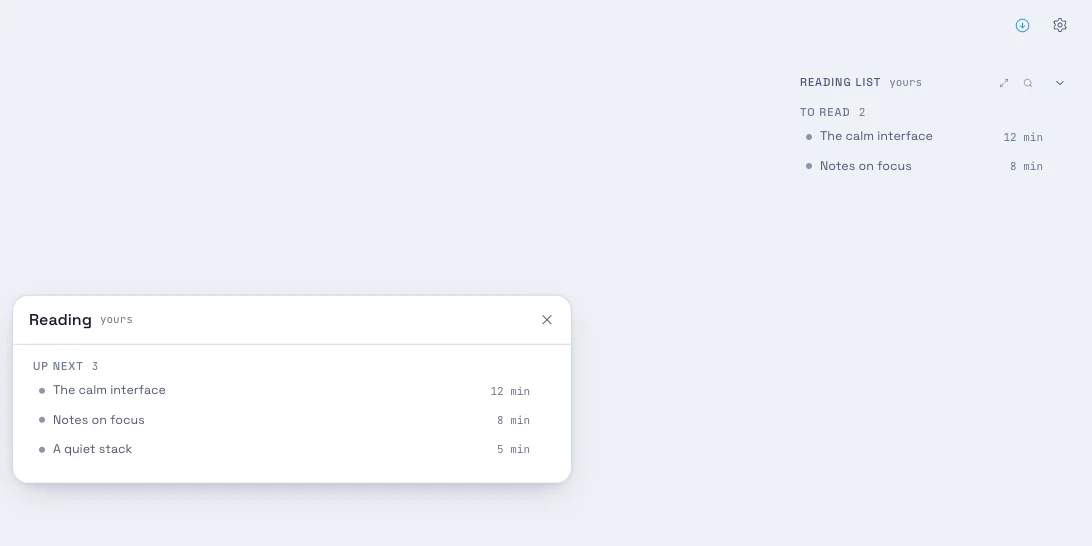 READING LIST yours
TO READ 2
The calm interface 12 min
Notes on focus 8 min
Reading yours
UP NEXT 3
The calm interface 12 min
Notes on focus 8 min
A quiet stack 5 min